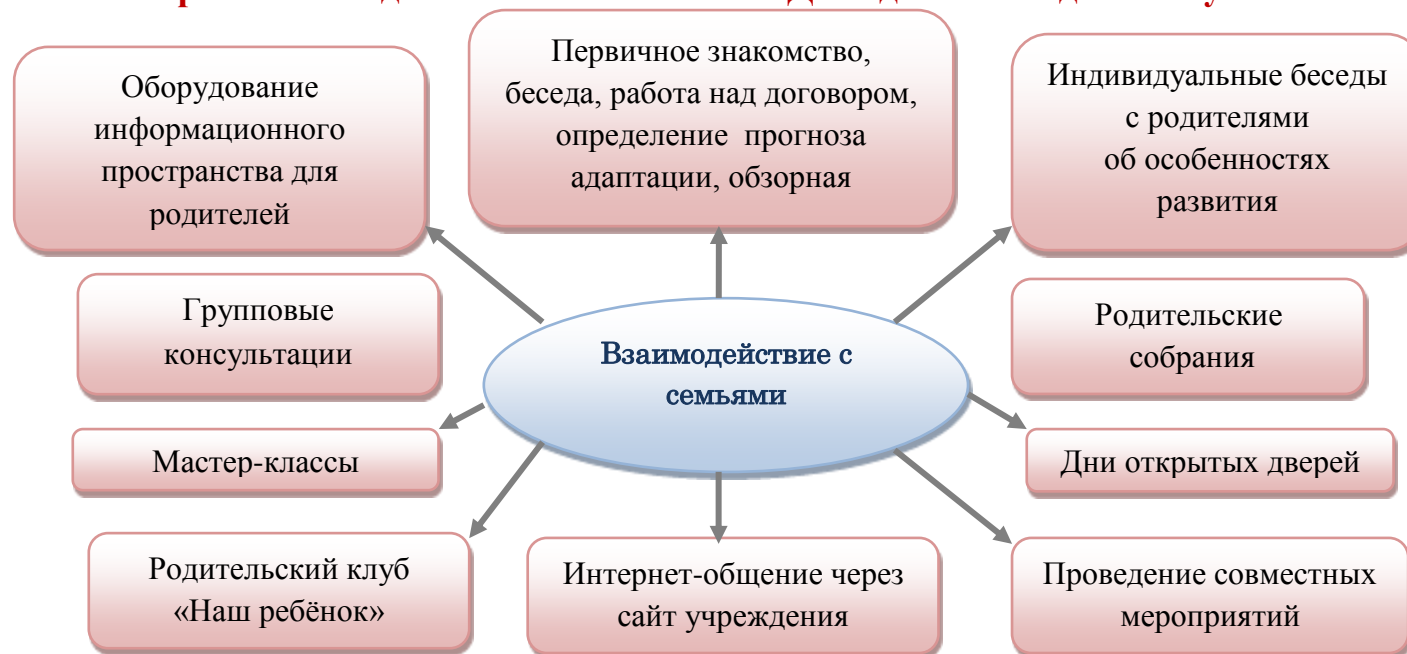 Оборудование
информационного
пространства для
родителей
Первичное знакомство,
беседа, работа над договором,
определение прогноза
адаптации, обзорная
Индивидуальные беседы
с родителями
об особенностях
развития
Групповые
консультации
Взаимодействие с
семьями
Родительские
собрания
Мастер-классы
Дни открытых дверей
Родительский клуб
«Наш ребёнок»
Интернет-общение через
сайт учреждения
Проведение совместных
мероприятий